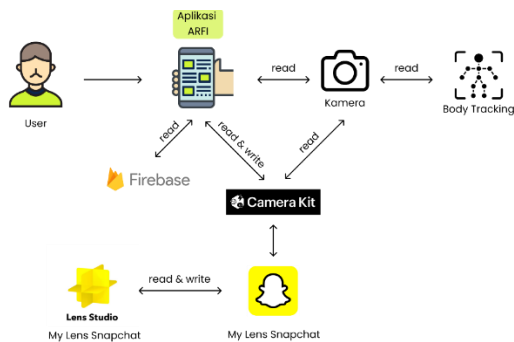 Aplikasi
ARFI
read
read
User
Kamera
Body Tracking
read
read & write
read
Firebase
Camera Kit
read & write
Lens Studio
My Lens Snapchat
My Lens Snapchat